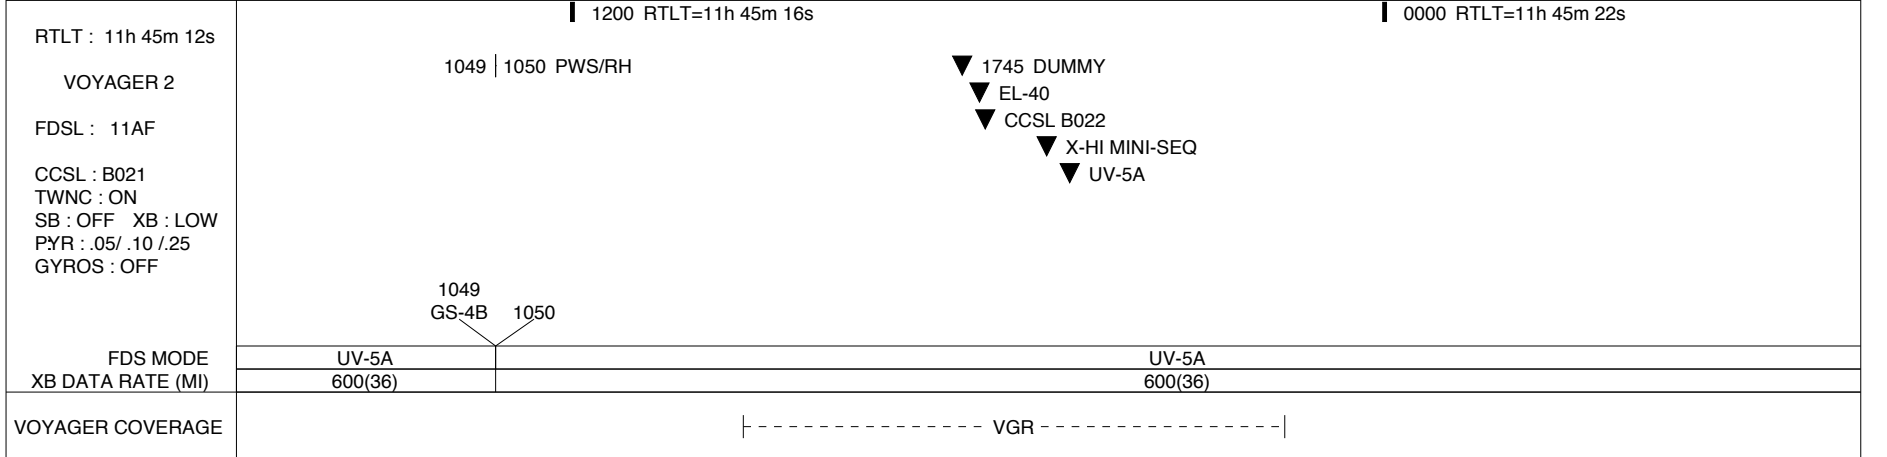 1200 RTLT=11h 45m 16s
0000 RTLT=11h 45m 22s
RTLT : 11h 45m 12s
1049 1050 PWS/RH
1745 DUMMY
VOYAGER 2
EL-40
CCSL B022
FDSL : 11AF
X-HI MINI-SEQ
UV-5A
CCSL : B021
TWNC : ON
SB : OFF XB : LOW
P:YR : .05/ .10 /.25
GYROS : OFF
1049
GS-4B 1050
FDS MODE UV-5A UV-5A
XB DATA RATE (MI) 600(36) 600(36)
VOYAGER COVERAGE VGR